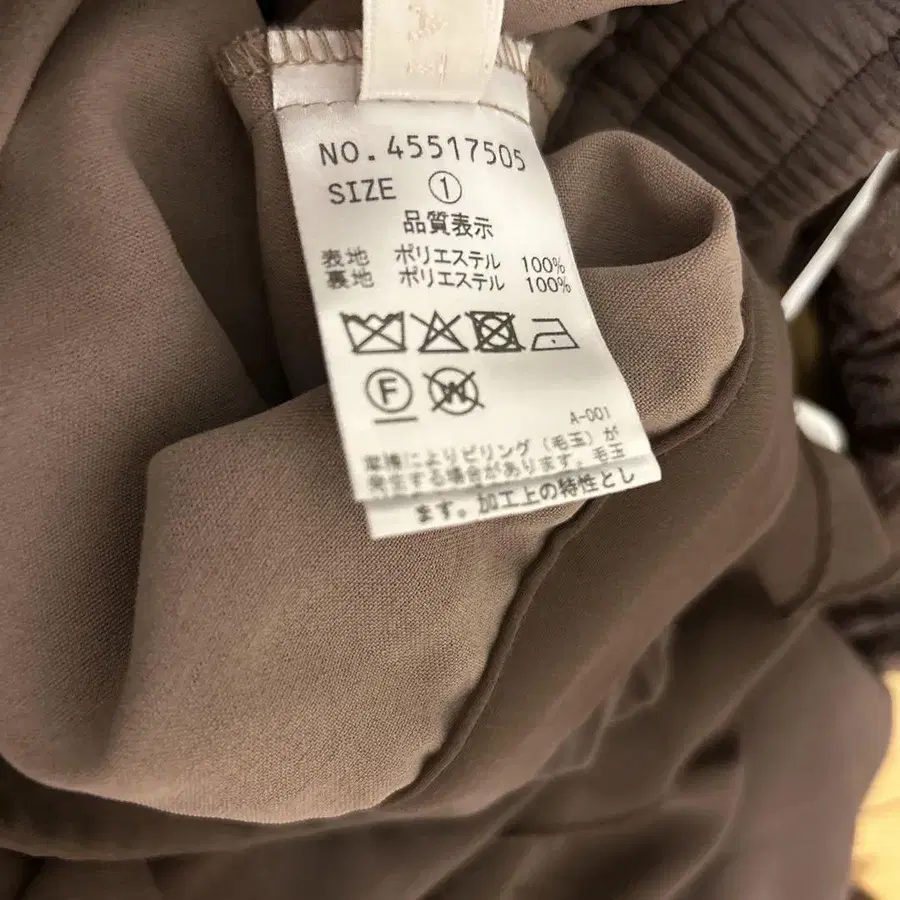 NO.45517505
SIZE ①
品質表示
表地 ポリエステル 100%
裏地 ポリエステル 100%
F W
A-001
摩擦によりピリング(毛玉)が
発生する場合があります。毛玉
ます。加工上の特性とし